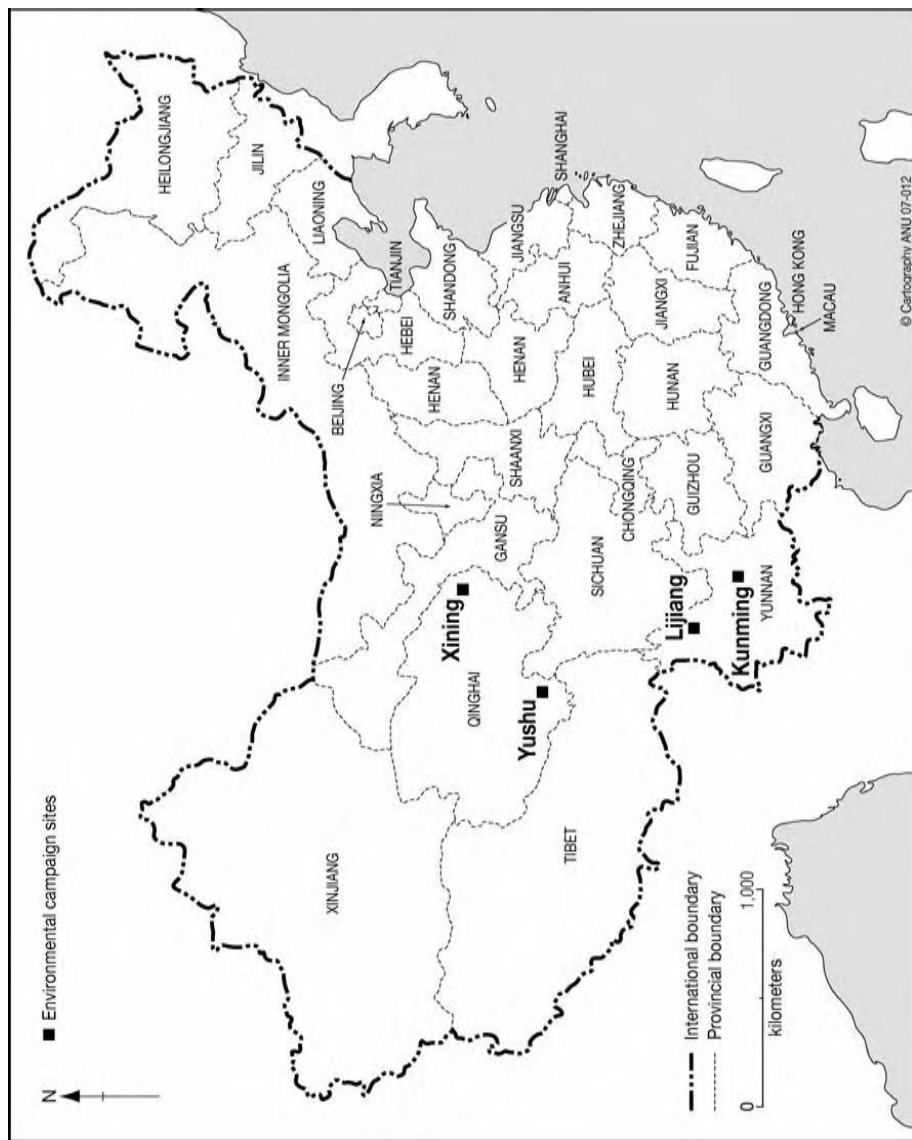 N
■ Environmental campaign sites
HEILONGJIANG
JILIN
LIAONING
INNER MONGOLIA
XINJIANG
BEIJING
TIANJIN
HEBEI
NINGXIA
HENAN
SHANDONG
GANSU
SHAANXI
HENAN
JIANGSU
Xining
QINGHAI
Yushu
ANHUI
SHANGHAI
TIBET
SICHUAN
HUBEI
CHONGQING
ZHEJIANG
HUNAN
JIANGXI
GUIZHOU
FUJIAN
Lijiang
Kunming
YUNNAN
GUANGXI
GUANGDONG
HONG KONG
MACAU
International boundary
Provincial boundary
0 1,000
kilometers
© Cartography ANU 07-012